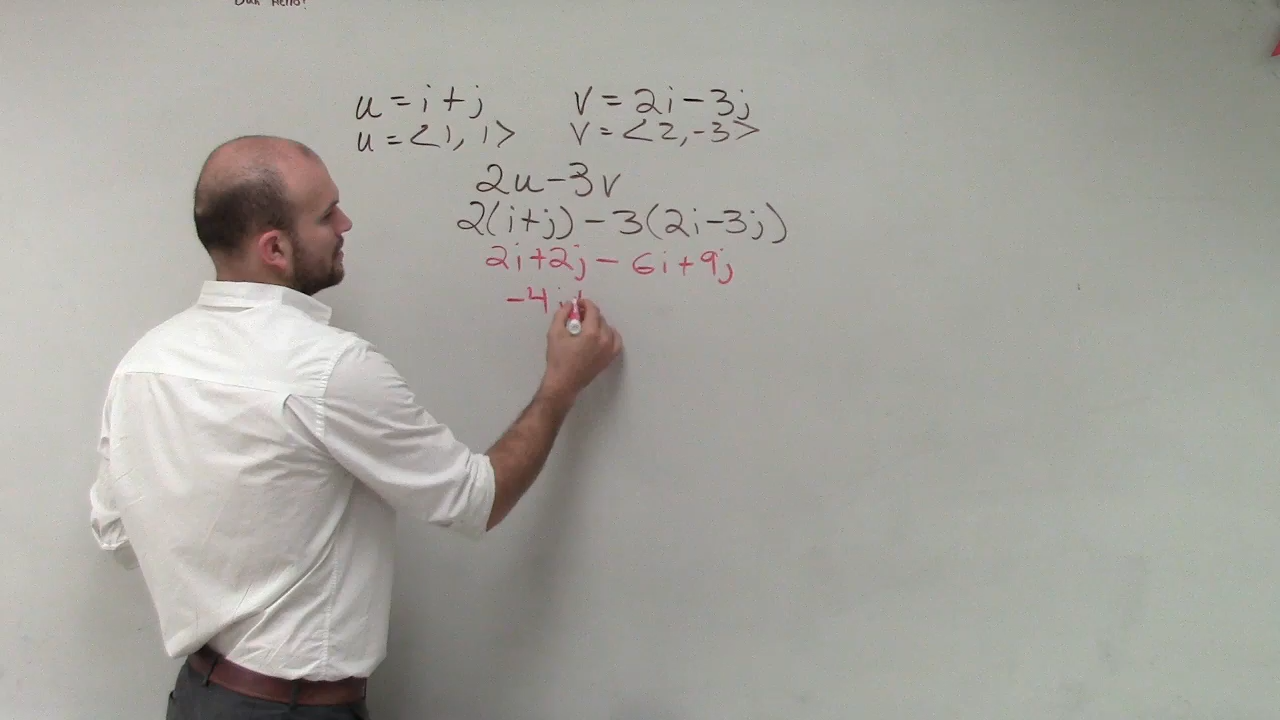 u = i + j v = 2i - 3j
u = <1, 1> v = <2, -3>
2u - 3v
2(i+j) - 3(2i-3j)
2i + 2j - 6i + 9j
-4i